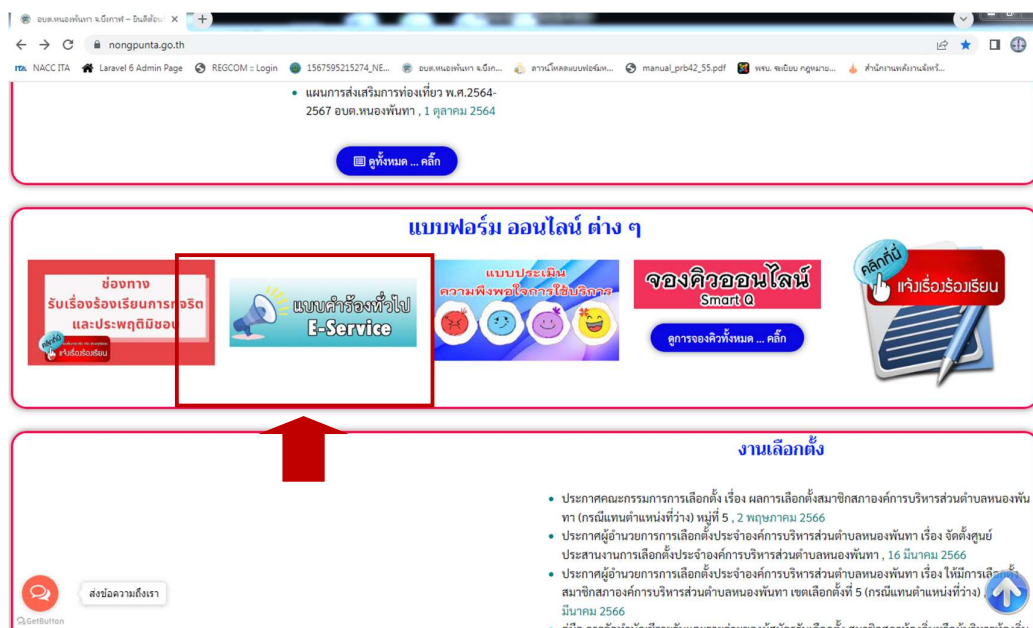 อบต.หนองพันทา จ.บึงกาฬ – ยินดีต้อน
nongpunta.go.th
ITA NACC ITA
Laravel 6 Admin Page
REGCOM :: Login
1567595215274_NE...
อบต.หนองพันทา จ.บึงก...
ดาวน์โหลดแบบฟอร์มห...
manual_prb42_55.pdf
พรบ. ระเบียบ กฎหมาย...
สำนักงานพลังงานจังหวั...
แผนการส่งเสริมการท่องเที่ยว พ.ศ.2564-
2567 อบต.หนองพันทา , 1 ตุลาคม 2564
ดูทั้งหมด ... คลิ๊ก
แบบฟอร์ม ออนไลน์ ต่าง ๆ
ช่องทาง
รับเรื่องร้องเรียนการทุจริต
และประพฤติมิชอบ
แจ้งเรื่องร้องเรียน
แบบคำร้องทั่วไป
E-Service
แบบประเมิน
ความพึงพอใจการใช้บริการ
จองคิวออนไลน์
Smart Q
ดูการจองคิวทั้งหมด ... คลิ๊ก
คลิกที่นี่
แจ้งเรื่องร้องเรียน
งานเลือกตั้ง
ประกาศคณะกรรมการการเลือกตั้ง เรื่อง ผลการเลือกตั้งสมาชิกสภาองค์การบริหารส่วนตำบลหนองพัน
ทา (กรณีแทนตำแหน่งที่ว่าง) หมู่ที่ 5 , 2 พฤษภาคม 2566
ประกาศผู้อำนวยการการเลือกตั้งประจำองค์การบริหารส่วนตำบลหนองพันทา เรื่อง จัดตั้งศูนย์
ประสานงานการเลือกตั้งประจำองค์การบริหารส่วนตำบลหนองพันทา , 16 มีนาคม 2566
ประกาศผู้อำนวยการการเลือกตั้งประจำองค์การบริหารส่วนตำบลหนองพันทา เรื่อง ให้มีการเลือกตั้ง
สมาชิกสภาองค์การบริหารส่วนตำบลหนองพันทา เขตเลือกตั้งที่ 5 (กรณีแทนตำแหน่งที่ว่าง) ,
มีนาคม 2566
ส่งข้อความถึงเรา
GetButton